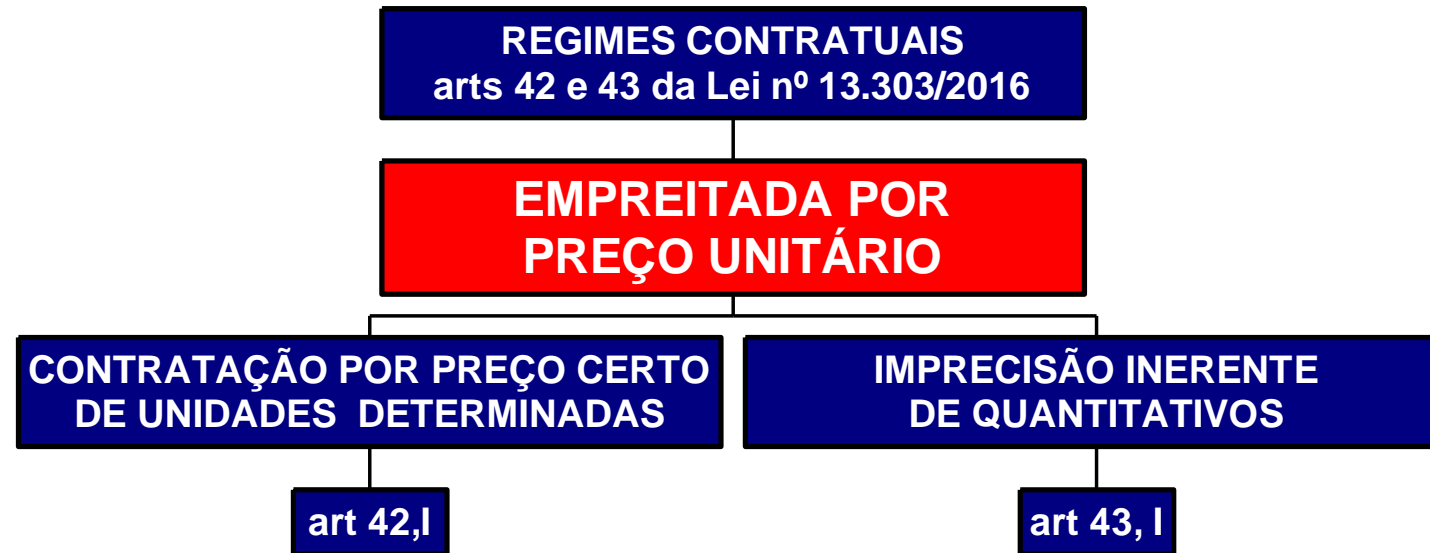 REGIMES CONTRATUAIS
arts 42 e 43 da Lei nº 13.303/2016
EMPREITADA POR
PREÇO UNITÁRIO
CONTRATAÇÃO POR PREÇO CERTO
DE UNIDADES DETERMINADAS
IMPRECISÃO INERENTE
DE QUANTITATIVOS
art 42,I
art 43, I